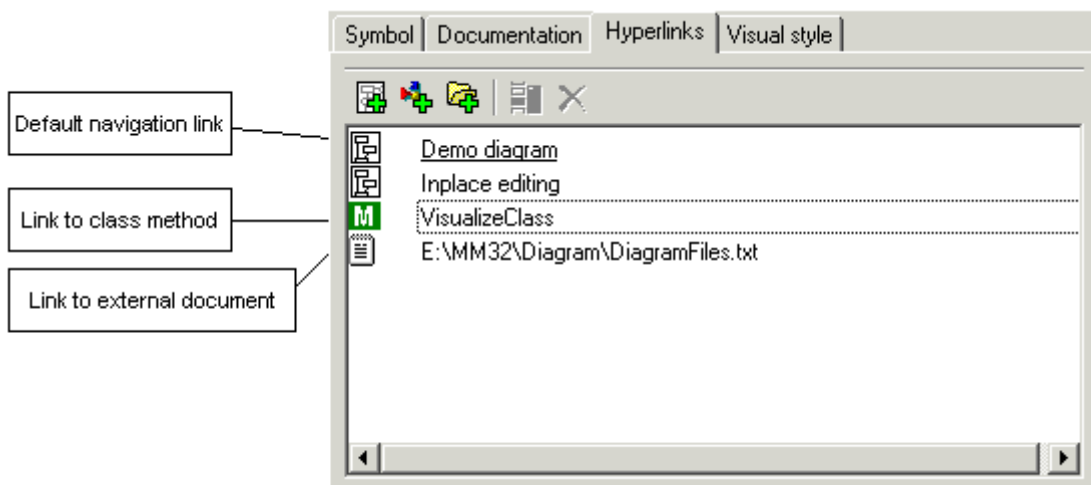 Symbol Documentation Hyperlinks Visual style
Default navigation link
Demo diagram
Inplace editing
Link to class method
M VisualizeClass
E:\MM32\Diagram\DiagramFiles.txt
Link to external document